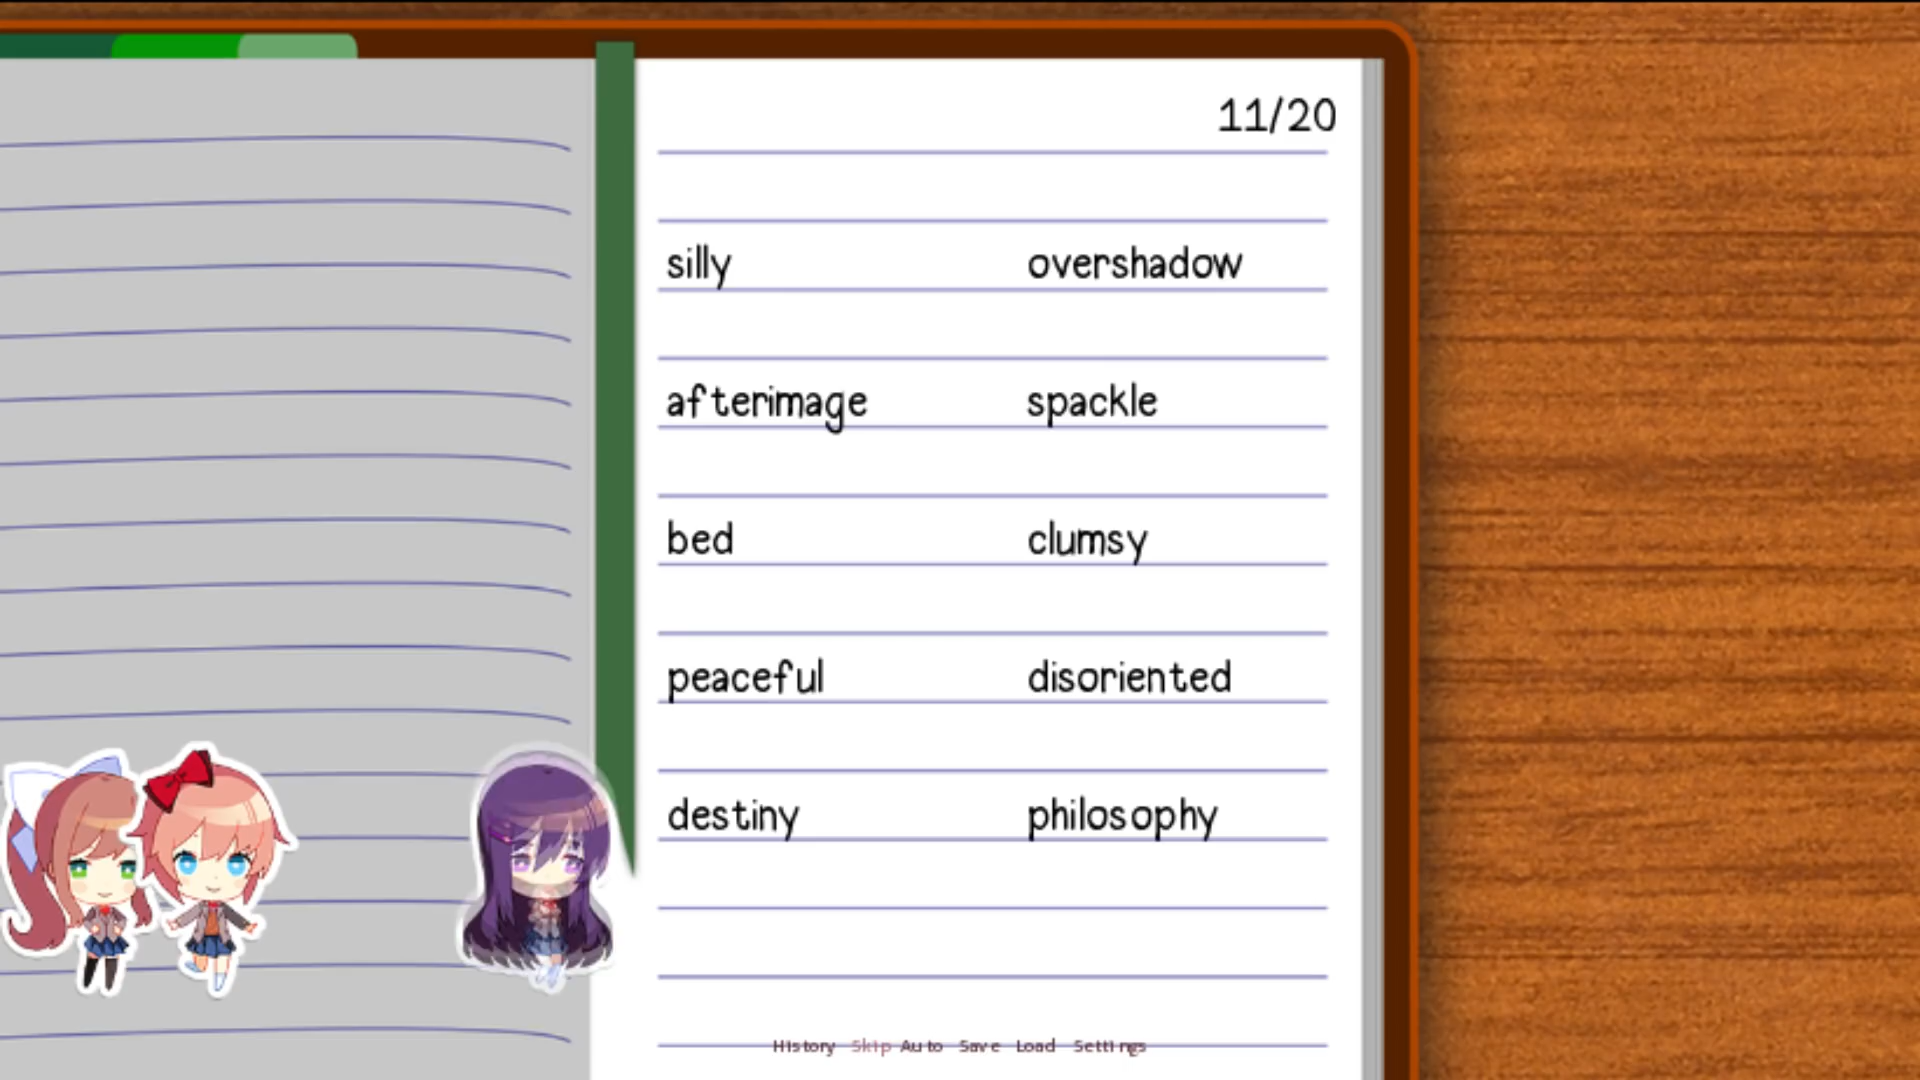 11/20
silly overshadow
afterimage spackle
bed clumsy
peaceful disoriented
destiny philosophy
History Skip Auto Save Load Settings